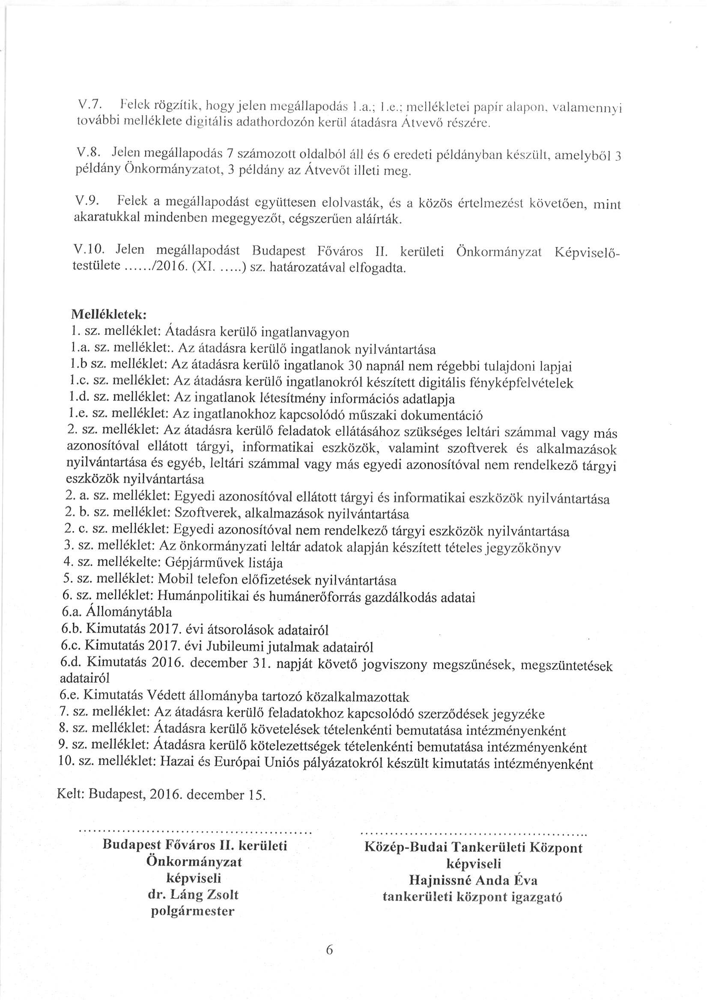 V.7. Felek rögzítik, hogy jelen megállapodás 1.a.; 1.e.; mellékletei papír alapon, valamennyi
további melléklete digitális adathordozón kerül átadásra Átvevő részére.
V.8. Jelen megállapodás 7 számozott oldalból áll és 6 eredeti példányban készült, amelyből 3
példány Önkormányzatot, 3 példány az Átvevőt illeti meg.
V.9. Felek a megállapodást együttesen elolvasták, és a közös értelmezést követően, mint
akaratukkal mindenben megegyezőt, cégszerűen aláírták.
V.10. Jelen megállapodást Budapest Főváros II. kerületi Önkormányzat Képviselő-
testülete ....../2016. (XI. .....) sz. határozatával elfogadta.
Mellékletek:
1. sz. melléklet: Átadásra kerülő ingatlanvagyon
1.a. sz. melléklet:. Az átadásra kerülő ingatlanok nyilvántartása
1.b sz. melléklet: Az átadásra kerülő ingatlanok 30 napnál nem régebbi tulajdoni lapjai
1.c. sz. melléklet: Az átadásra kerülő ingatlanokról készített digitális fényképfelvételek
1.d. sz. melléklet: Az ingatlanok létesítmény információs adatlapja
1.e. sz. melléklet: Az ingatlanokhoz kapcsolódó műszaki dokumentáció
2. sz. melléklet: Az átadásra kerülő feladatok ellátásához szükséges leltári számmal vagy más
azonosítóval ellátott tárgyi, informatikai eszközök, valamint szoftverek és alkalmazások
nyilvántartása és egyéb, leltári számmal vagy más egyedi azonosítóval nem rendelkező tárgyi
eszközök nyilvántartása
2. a. sz. melléklet: Egyedi azonosítóval ellátott tárgyi és informatikai eszközök nyilvántartása
2. b. sz. melléklet: Szoftverek, alkalmazások nyilvántartása
2. c. sz. melléklet: Egyedi azonosítóval nem rendelkező tárgyi eszközök nyilvántartása
3. sz. melléklet: Az önkormányzati leltár adatok alapján készített tételes jegyzőkönyv
4. sz. mellékelte: Gépjárművek listája
5. sz. melléklet: Mobil telefon előfizetések nyilvántartása
6. sz. melléklet: Humánpolitikai és humánerőforrás gazdálkodás adatai
6.a. Állománytábla
6.b. Kimutatás 2017. évi átsorolások adatairól
6.c. Kimutatás 2017. évi Jubileumi jutalmak adatairól
6.d. Kimutatás 2016. december 31. napját követő jogviszony megszűnések, megszüntetések
adatairól
6.e. Kimutatás Védett állományba tartozó közalkalmazottak
7. sz. melléklet: Az átadásra kerülő feladatokhoz kapcsolódó szerződések jegyzéke
8. sz. melléklet: Átadásra kerülő követelések tételenkénti bemutatása intézményenként
9. sz. melléklet: Átadásra kerülő kötelezettségek tételenkénti bemutatása intézményenként
10. sz. melléklet: Hazai és Európai Uniós pályázatokról készült kimutatás intézményenként
Kelt: Budapest, 2016. december 15.
Budapest Főváros II. kerületi
Önkormányzat
képviseli
dr. Láng Zsolt
polgármester
Közép-Budai Tankerületi Központ
képviseli
Hajnissné Anda Éva
tankerületi központ igazgató
6